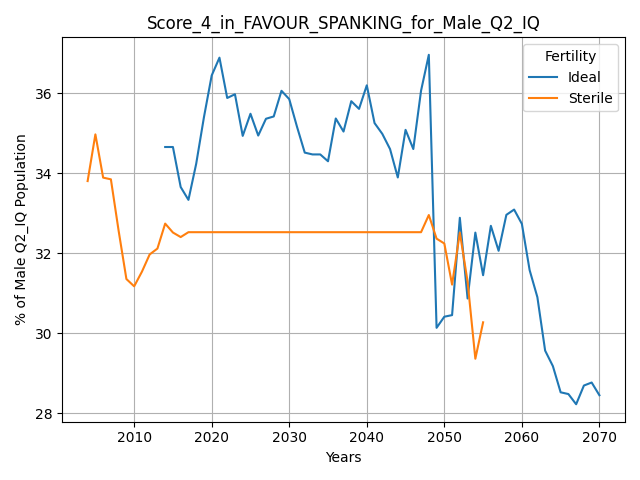 Score_4_in_FAVOUR_SPANKING_for_Male_Q2_IQ
Fertility
Ideal
Sterile
% of Male Q2_IQ Population
36
34
32
30
28
2010
2020
2030
2040
2050
2060
2070
Years